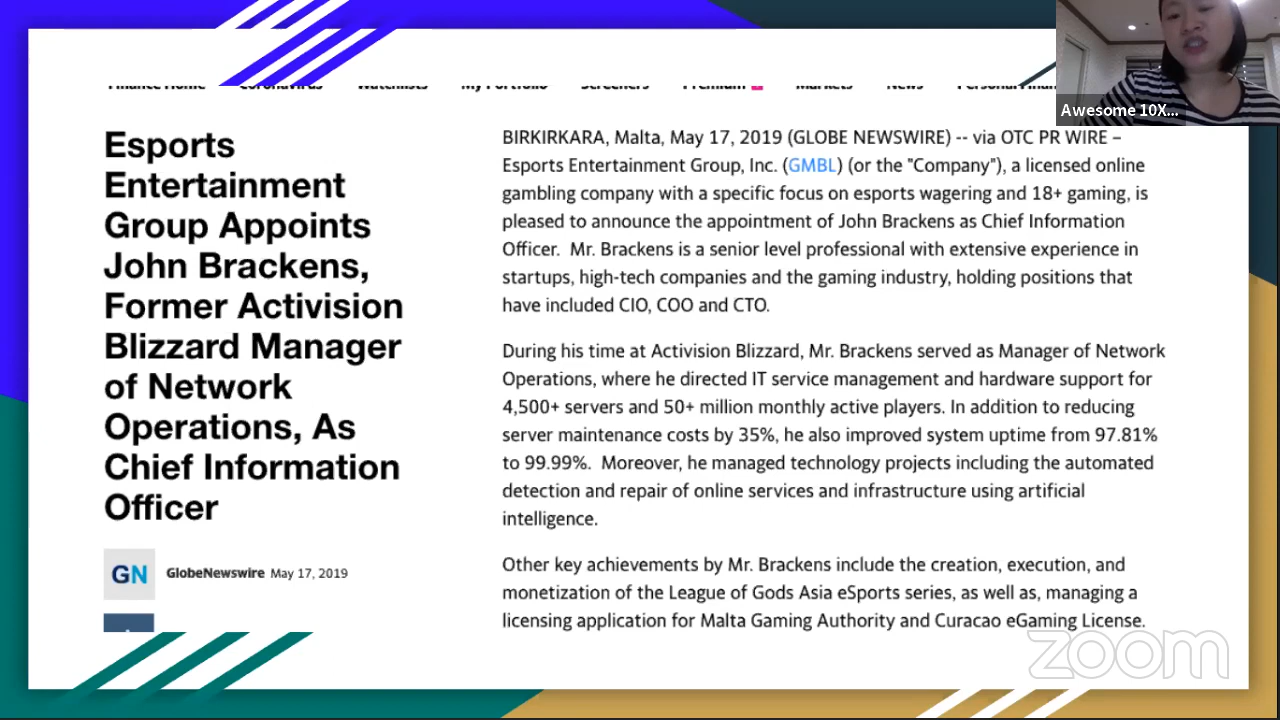 Finance Home Coronavirus Watchlists My Portfolio Screeners Premium Markets News
Awesome 10X...
Esports
Entertainment
Group Appoints
John Brackens,
Former Activision
Blizzard Manager
of Network
Operations, As
Chief Information
Officer
GN GlobeNewswire May 17, 2019
BIRKIRKARA, Malta, May 17, 2019 (GLOBE NEWSWIRE) -- via OTC PR WIRE –
Esports Entertainment Group, Inc. (GMBL) (or the "Company"), a licensed online
gambling company with a specific focus on esports wagering and 18+ gaming, is
pleased to announce the appointment of John Brackens as Chief Information
Officer.  Mr. Brackens is a senior level professional with extensive experience in
startups, high-tech companies and the gaming industry, holding positions that
have included CIO, COO and CTO.
During his time at Activision Blizzard, Mr. Brackens served as Manager of Network
Operations, where he directed IT service management and hardware support for
4,500+ servers and 50+ million monthly active players. In addition to reducing
server maintenance costs by 35%, he also improved system uptime from 97.81%
to 99.99%.  Moreover, he managed technology projects including the automated
detection and repair of online services and infrastructure using artificial
intelligence.
Other key achievements by Mr. Brackens include the creation, execution, and
monetization of the League of Gods Asia eSports series, as well as, managing a
licensing application for Malta Gaming Authority and Curacao eGaming License.
zoom